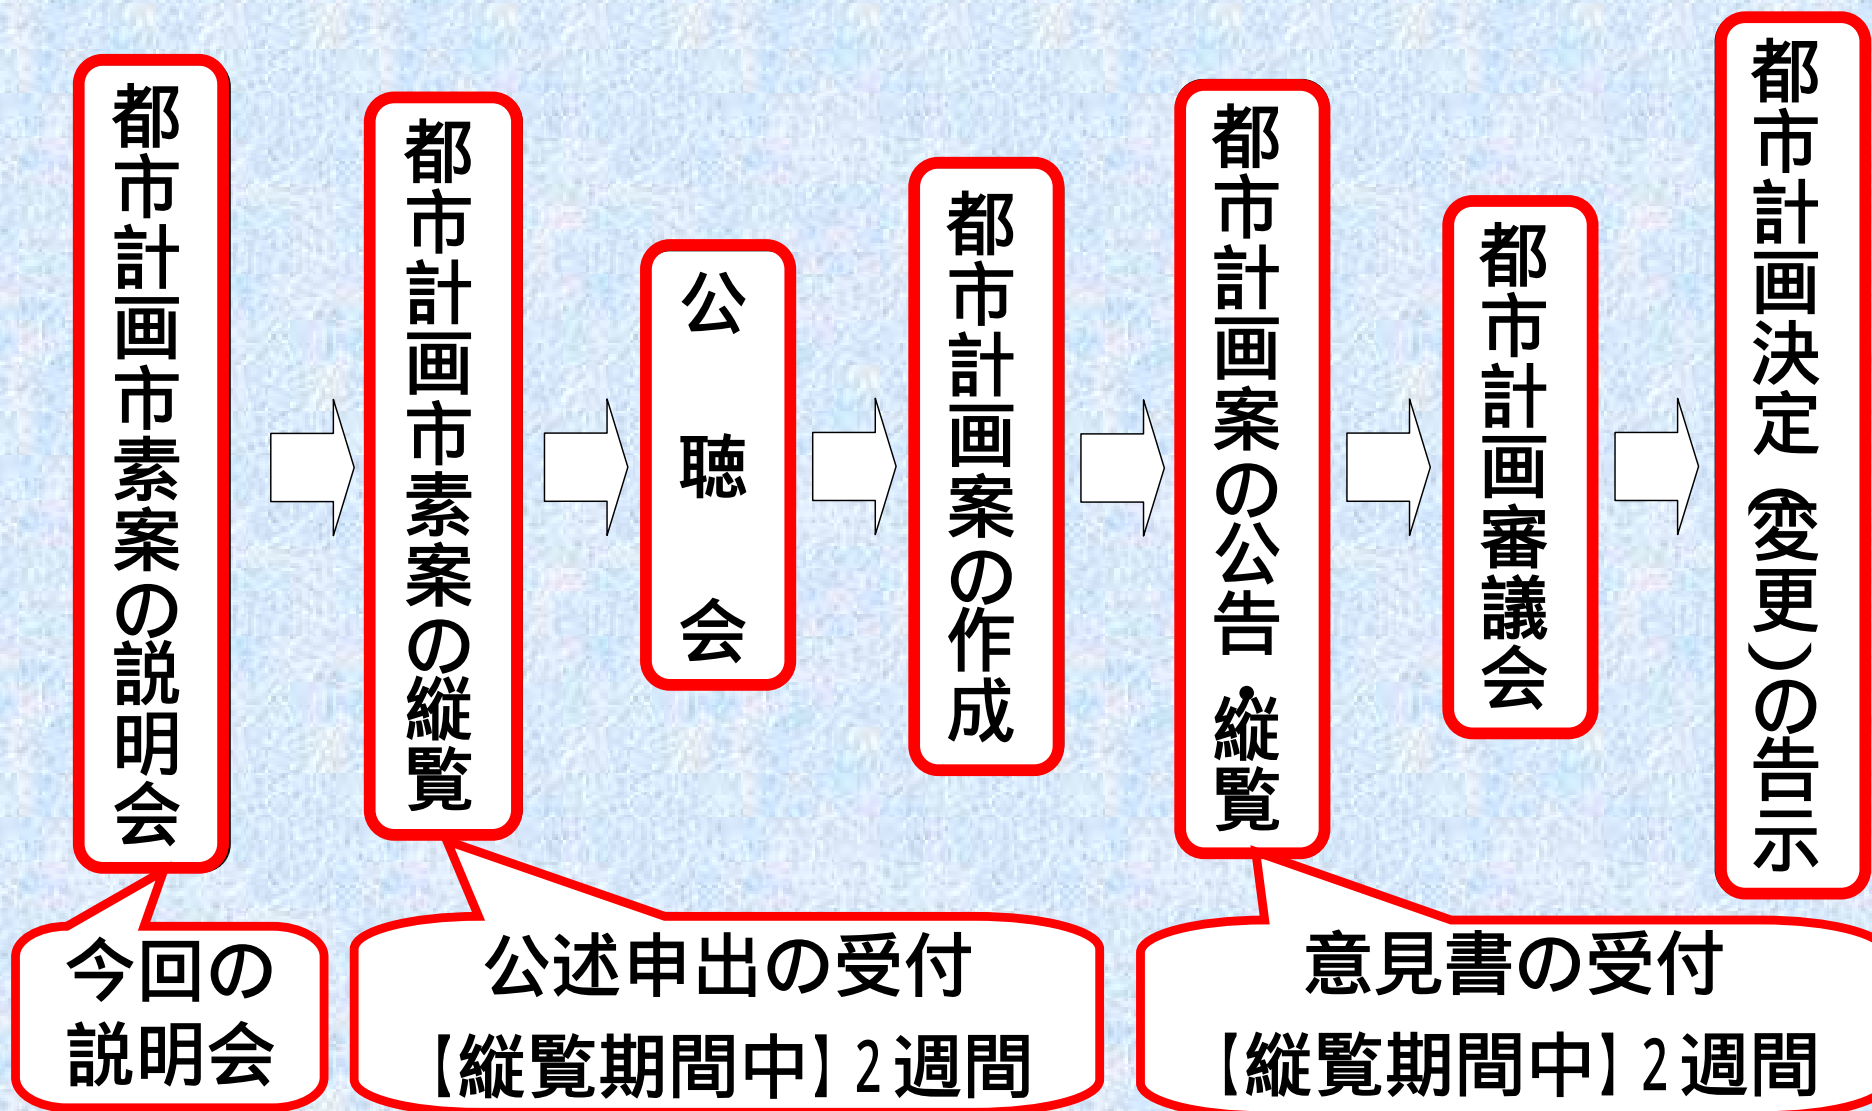 都市計画市素案の説明会
都市計画市素案の縦覧
公聴会
都市計画案の作成
都市計画案の公告・縦覧
都市計画審議会
都市計画決定（変更）の告示
今回の
説明会
公述申出の受付
【縦覧期間中】2週間
意見書の受付
【縦覧期間中】2週間